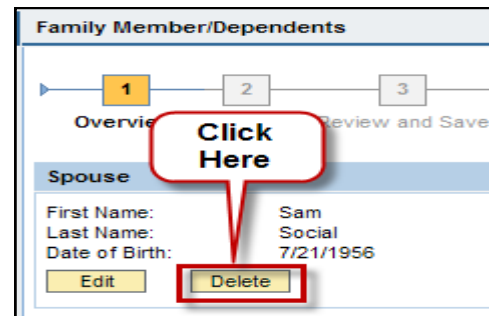 Family Member/Dependents
1 2 3
Review and Save
Click
Here
Spouse
First Name: Sam
Last Name: Social
Date of Birth: 7/21/1956
Edit Delete